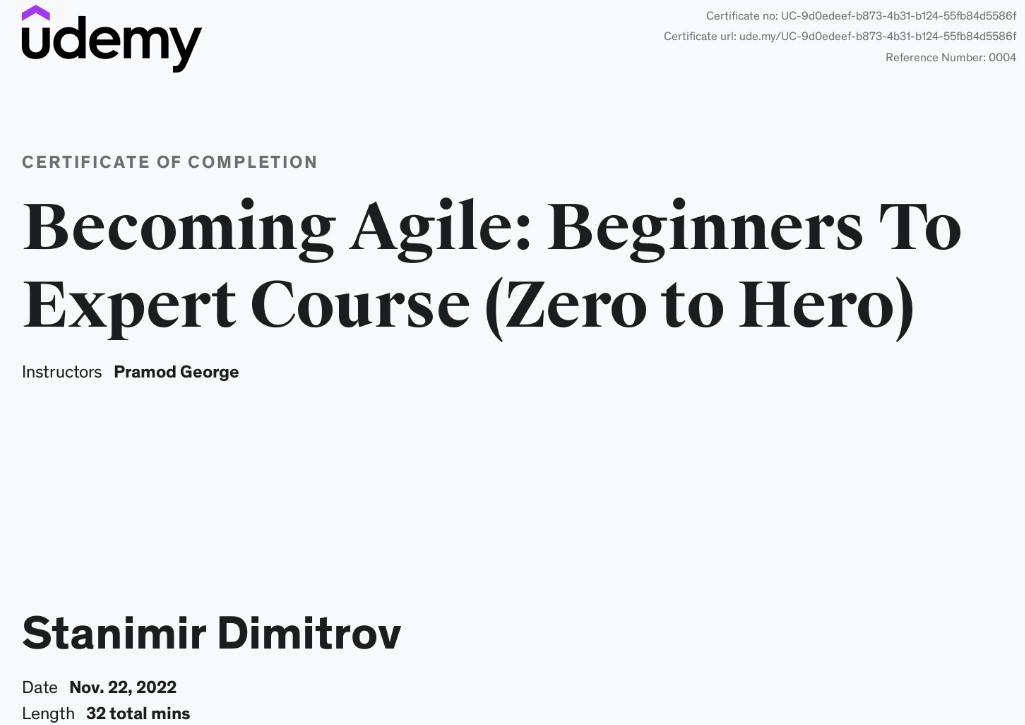 udemy
Certificate no: UC-9d0edeef-b873-4b31-b124-55fb84d5586f
Certificate url: ude.my/UC-9d0edeef-b873-4b31-b124-55fb84d5586f
Reference Number: 0004
CERTIFICATE OF COMPLETION
Becoming Agile: Beginners To
Expert Course (Zero to Hero)
Instructors Pramod George
Stanimir Dimitrov
Date Nov. 22, 2022
Length 32 total mins